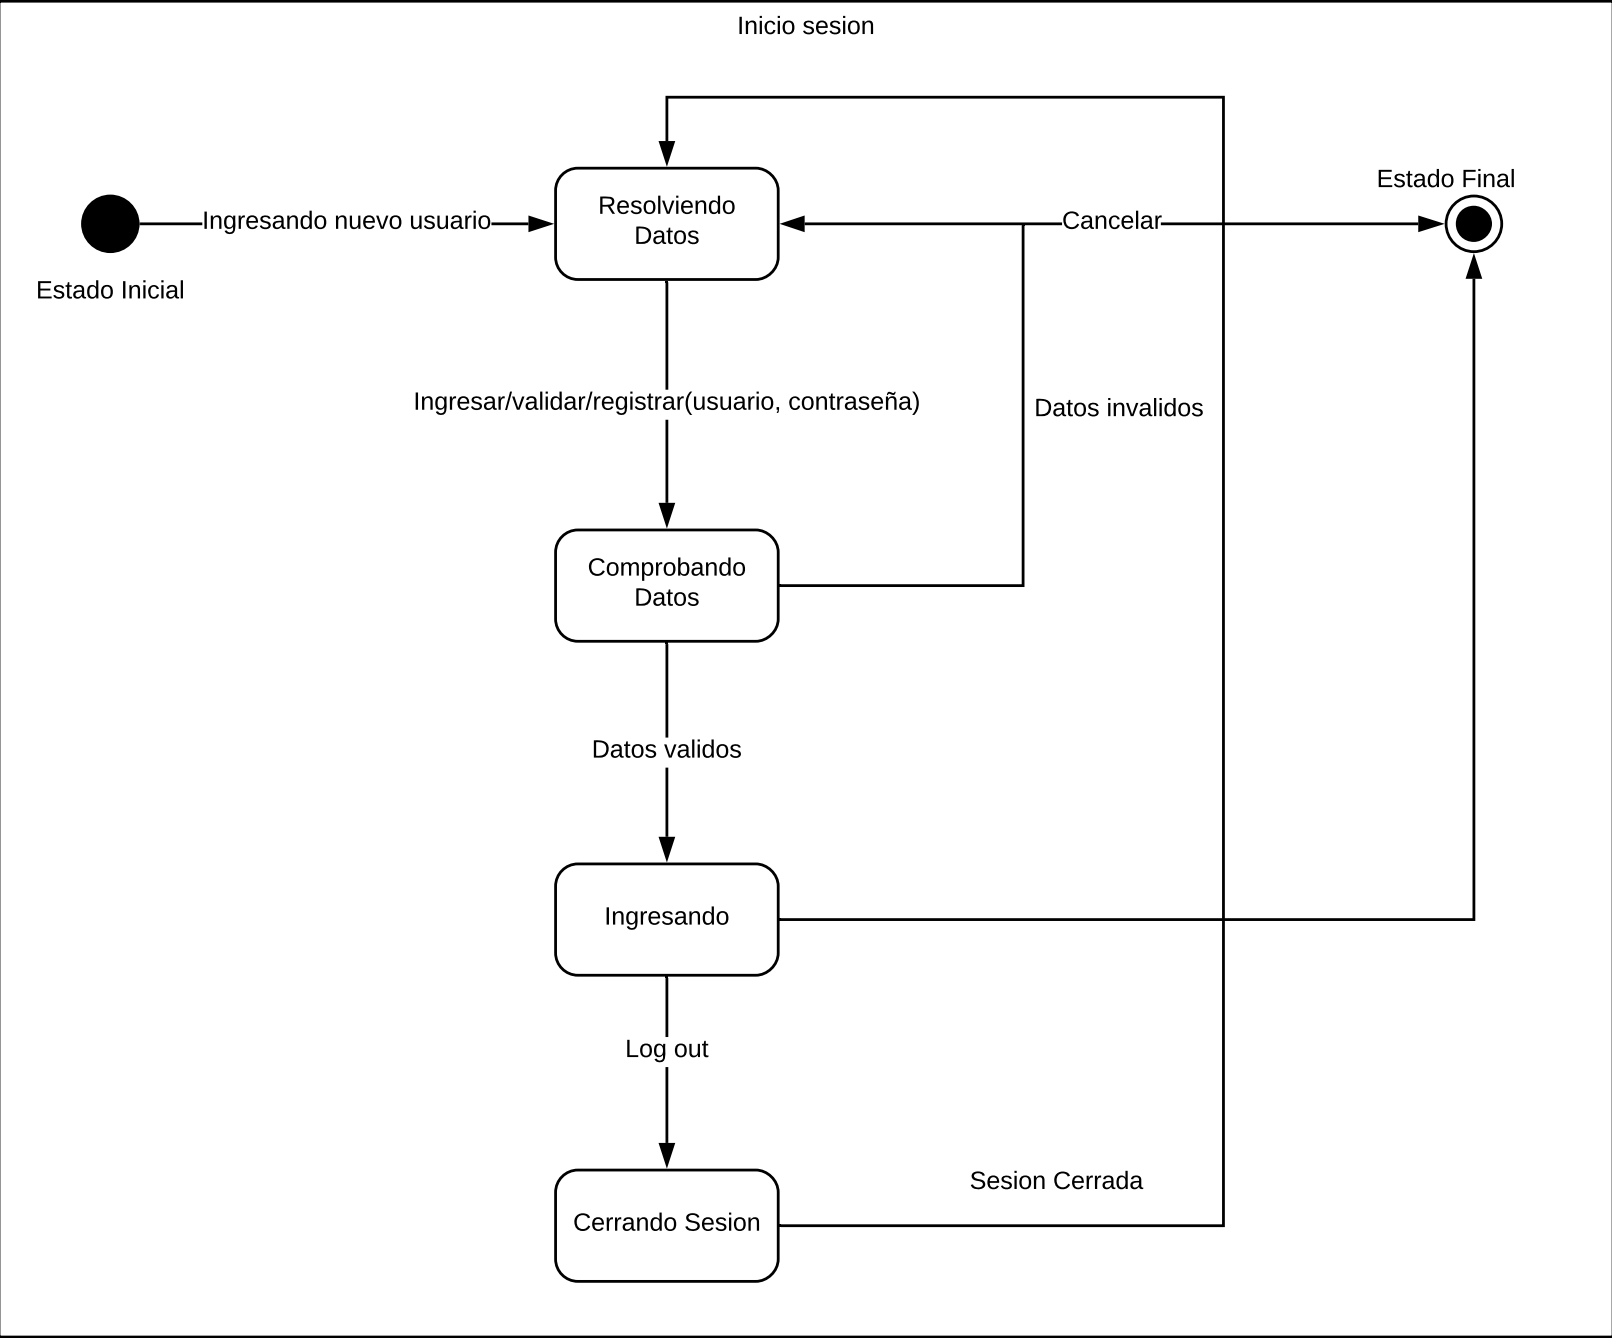 Inicio sesion
Estado Final
Resolviendo
Datos
Ingresando nuevo usuario
Cancelar
Estado Inicial
Ingresar/validar/registrar(usuario, contraseña)
Datos invalidos
Comprobando
Datos
Datos validos
Ingresando
Log out
Sesion Cerrada
Cerrando Sesion